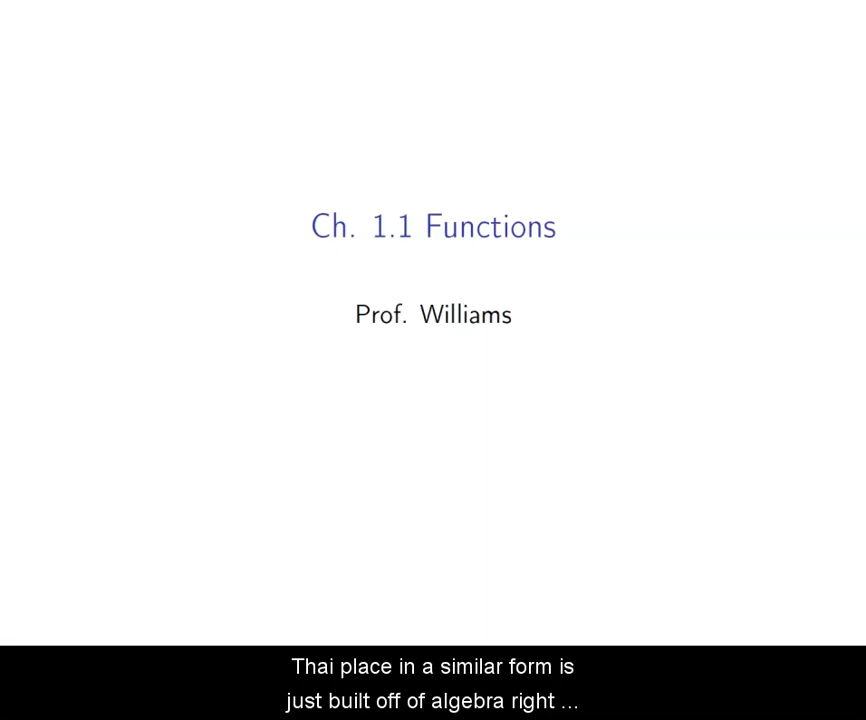 Ch. 1.1 Functions
Prof. Williams
Thai place in a similar form is
just built off of algebra right ...